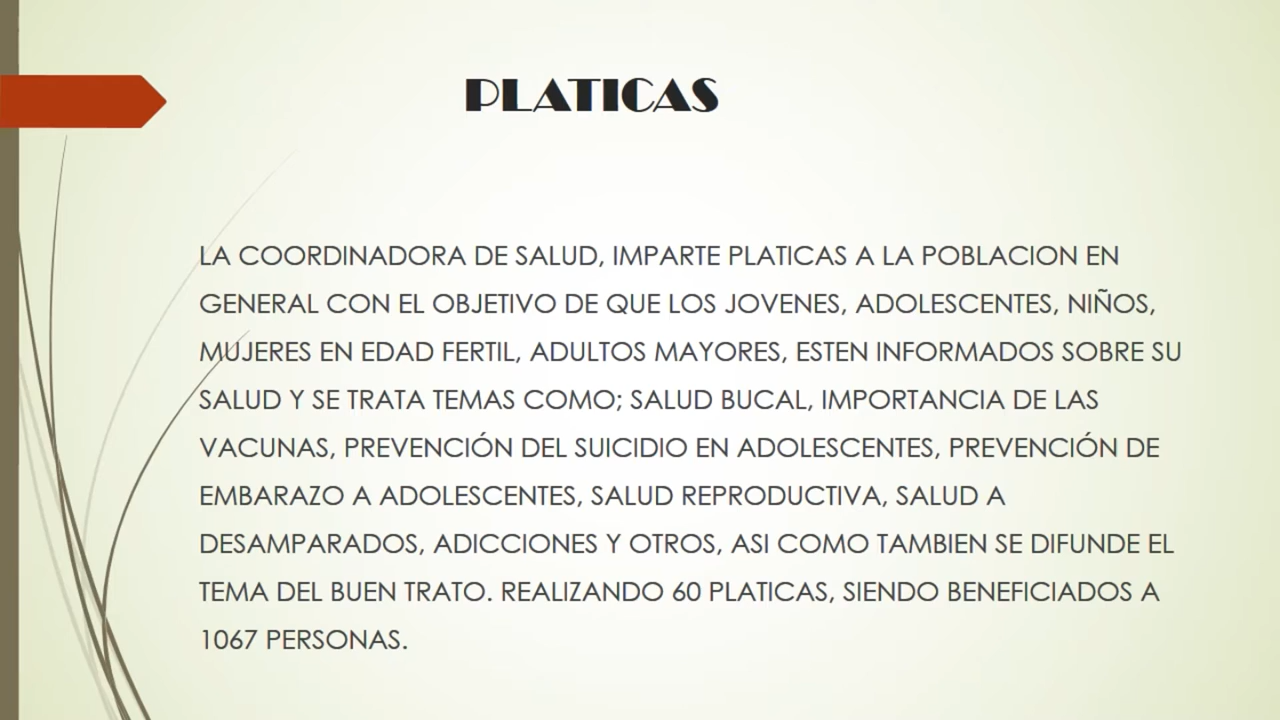 PLATICAS
LA COORDINADORA DE SALUD, IMPARTE PLATICAS A LA POBLACION EN
GENERAL CON EL OBJETIVO DE QUE LOS JOVENES, ADOLESCENTES, NIÑOS,
MUJERES EN EDAD FERTIL, ADULTOS MAYORES, ESTEN INFORMADOS SOBRE SU
SALUD Y SE TRATA TEMAS COMO; SALUD BUCAL, IMPORTANCIA DE LAS
VACUNAS, PREVENCIÓN DEL SUICIDIO EN ADOLESCENTES, PREVENCIÓN DE
EMBARAZO A ADOLESCENTES, SALUD REPRODUCTIVA, SALUD A
DESAMPARADOS, ADICCIONES Y OTROS, ASI COMO TAMBIEN SE DIFUNDE EL
TEMA DEL BUEN TRATO. REALIZANDO 60 PLATICAS, SIENDO BENEFICIADOS A
1067 PERSONAS.